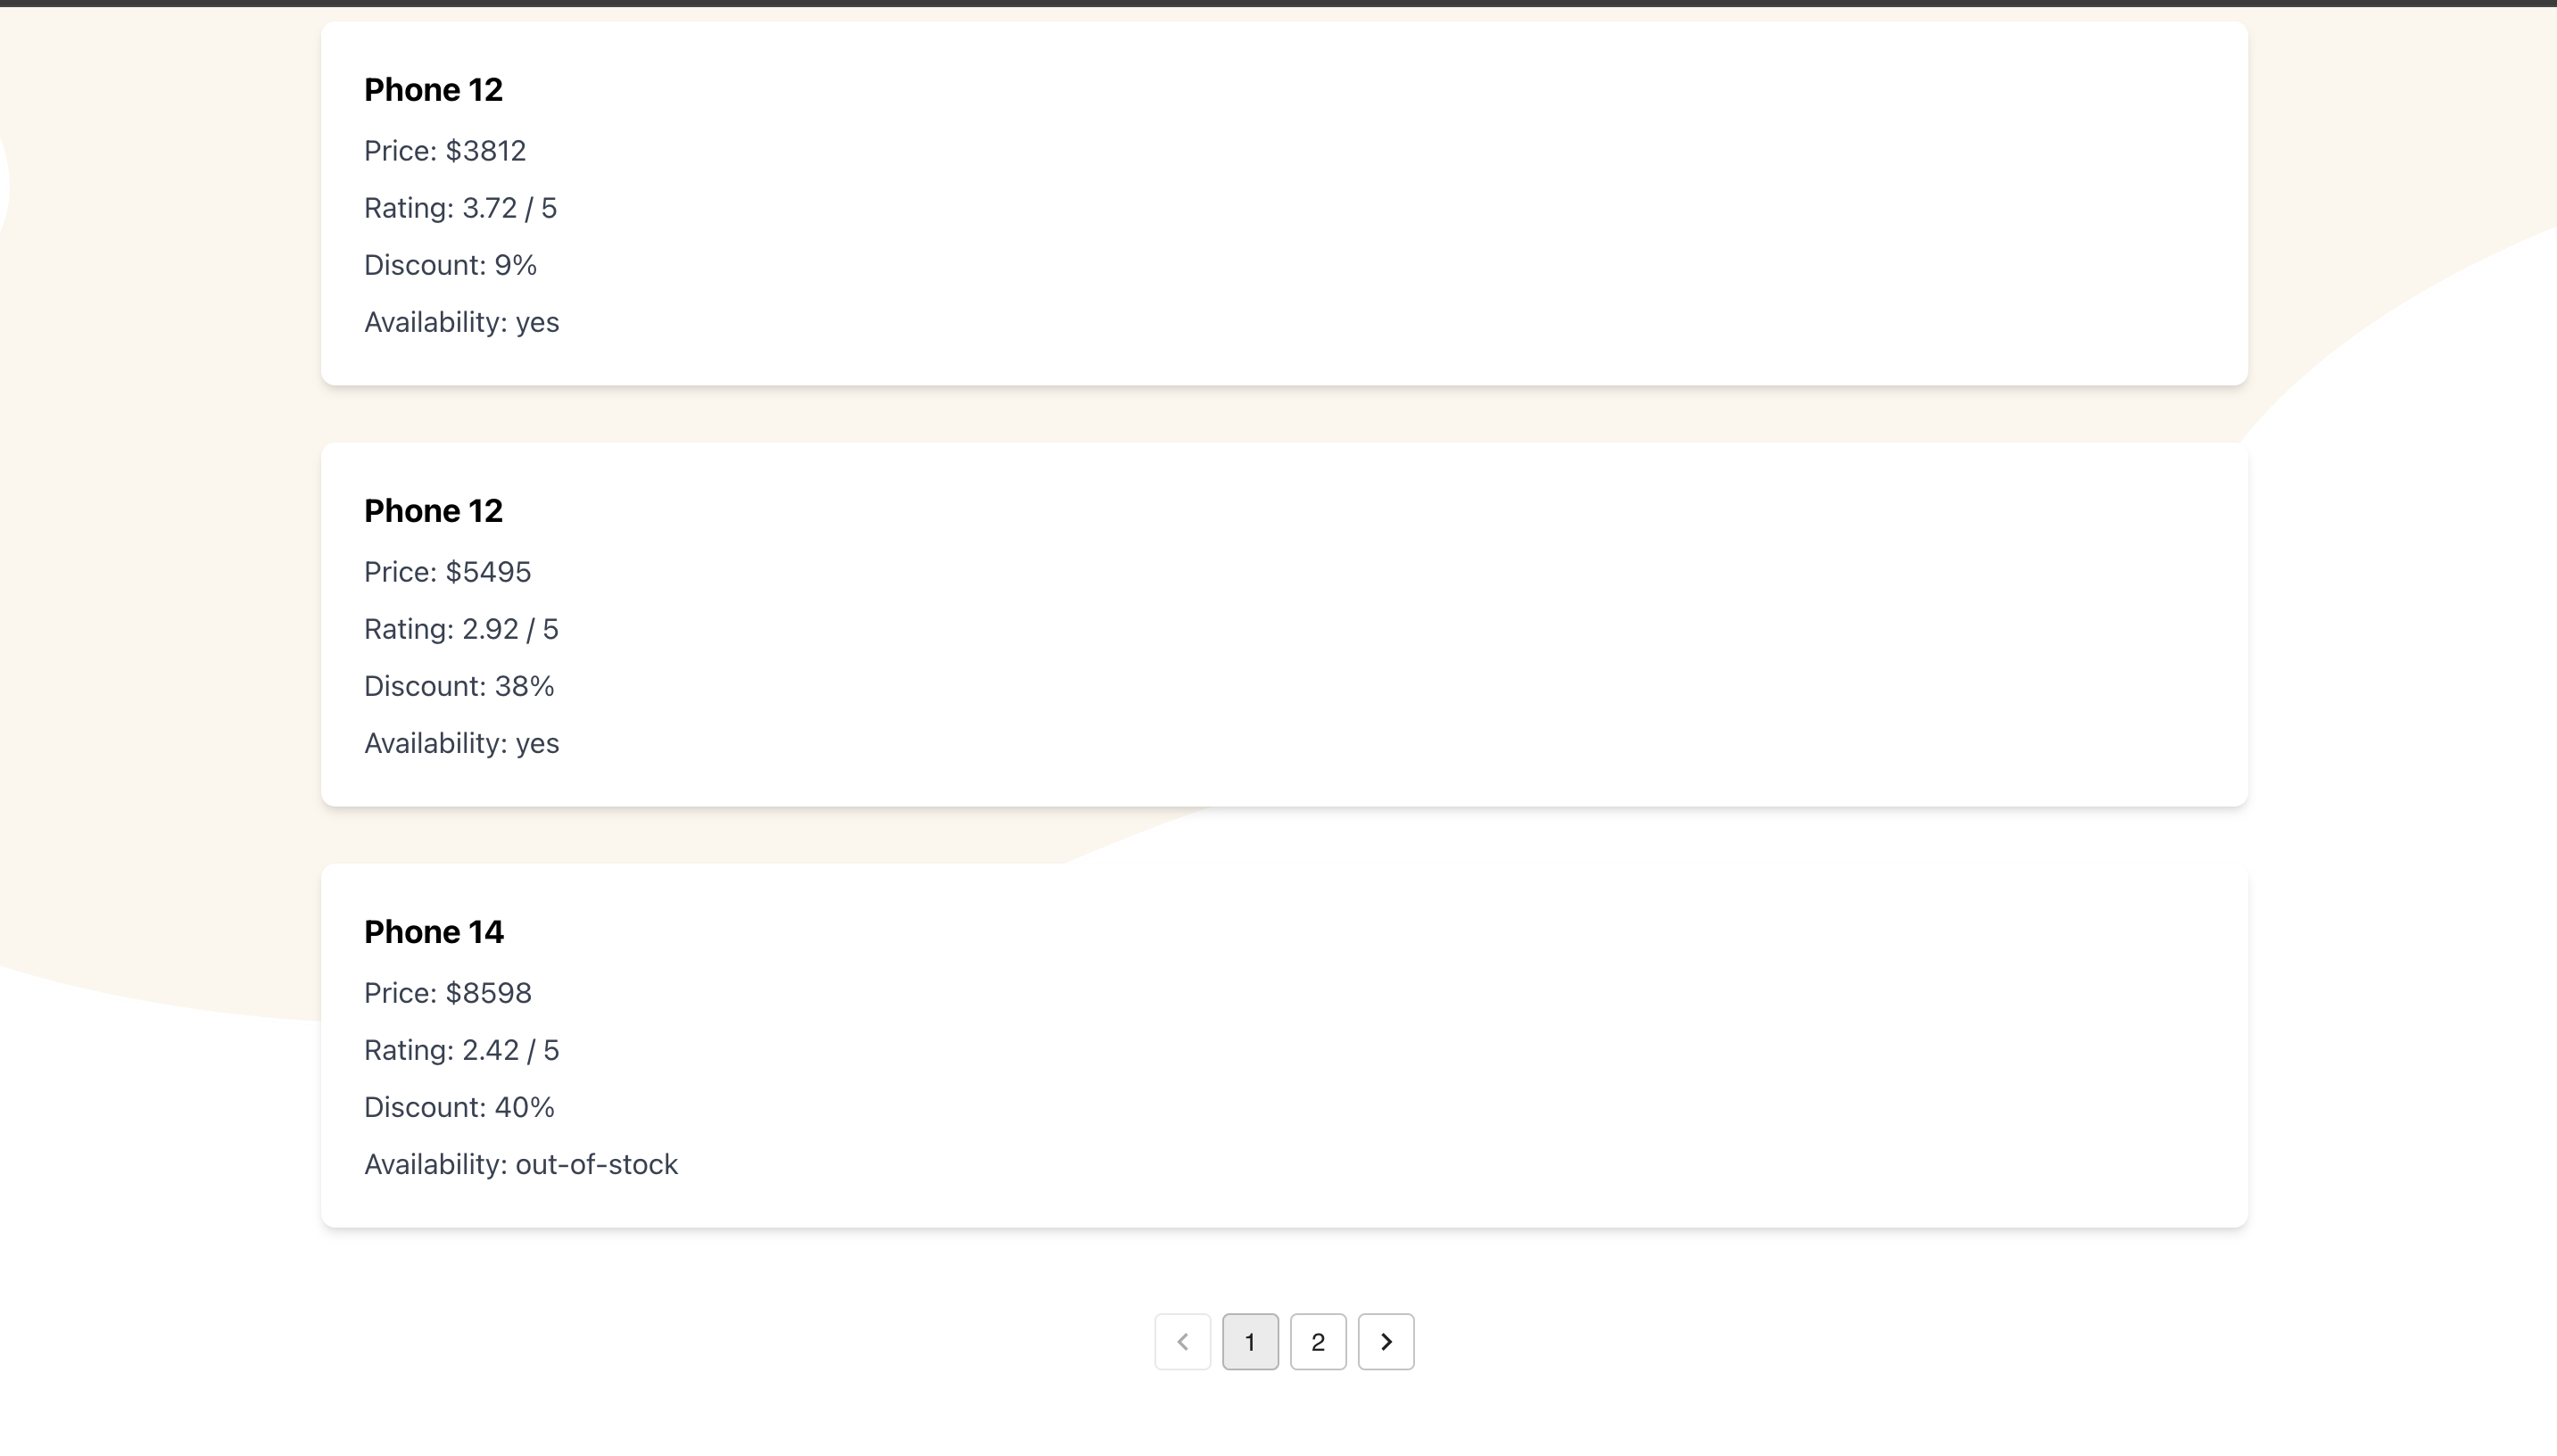 Phone 12
Price: $3812
Rating: 3.72 / 5
Discount: 9%
Availability: yes
Phone 12
Price: $5495
Rating: 2.92 / 5
Discount: 38%
Availability: yes
Phone 14
Price: $8598
Rating: 2.42 / 5
Discount: 40%
Availability: out-of-stock
1 2